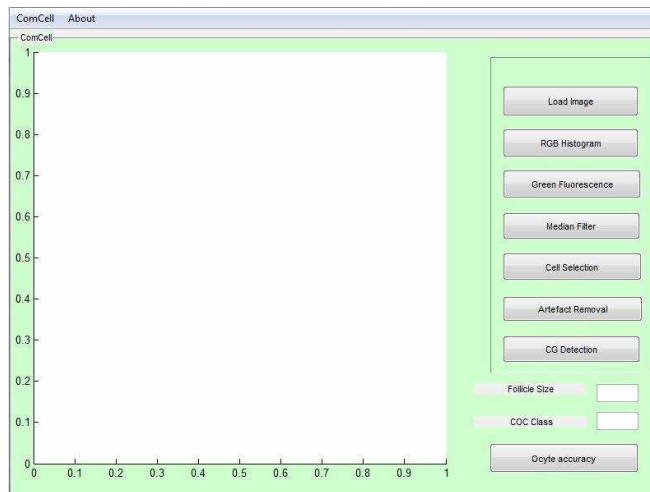 ComCell About
ComCell
1
0.9
0.8
0.7
0.6
0.5
0.4
0.3
0.2
0.1
0
0 0.1 0.2 0.3 0.4 0.5 0.6 0.7 0.8 0.9 1
Load Image
RGB Histogram
Green Fluorescence
Median Filter
Cell Selection
Artefact Removal
CG Detection
Follicle Size
COC Class
Ocyte accuracy